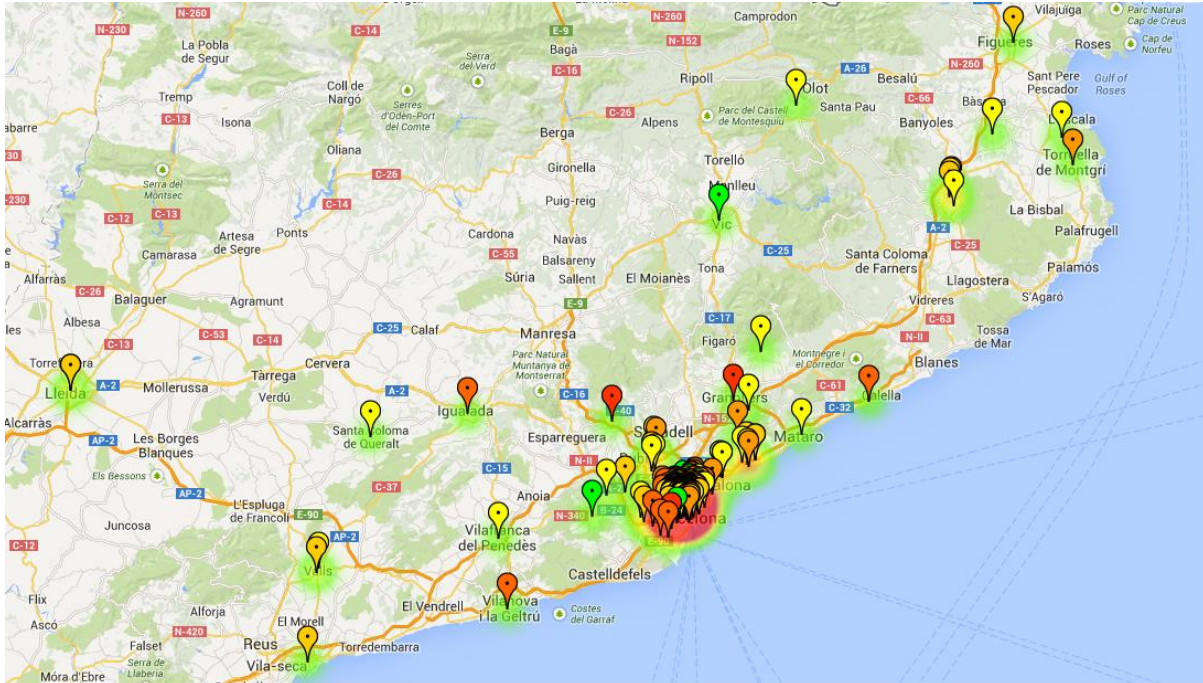 N-230
C-14
E-9
Camprodon
N-260
Vilajuïga
Parc Natural
Cap de Creus
La Pobla
de Segur
Bagà
N-152
Figueres
Roses
Cap de
Norfeu
Serra
del Verd
C-16
Ripoll
A-26
Besalú
N-260
Coll de
Nargó
Serres
d'Odèn-Port
del Comte
Olot
Sant Pere
Pescador
Gulf of
Roses
Tremp
C-13
Isona
C-26
Parc del Castell
de Montesquiu
Santa Pau
C-66
Banyoles
Berga
Alpens
Oliana
Gironella
Torelló
Torroella
de Montgrí
C-26
Serra del
Montsec
Puig-reig
Vic
La Bisbal
C-12
C-13
C-14
Cardona
Navàs
A-2
Palafrugell
Artesa
de Segre
Ponts
C-55
Balsareny
C-25
C-25
Camarasa
Súria
Sallent
El Moianès
Tona
Santa Coloma
de Farners
Palamós
Alfarràs
C-26
Balaguer
Agramunt
E-9
Llagostera
S'Agaró
Vidreres
Albesa
C-53
C-14
C-25
Calaf
Manresa
C-17
C-63
Tossa
de Mar
C-13
Figaró
N-II
Cervera
Parc Natural
Muntanya de
Montserrat
Montnegre i
el Corredor
Blanes
Lleida
A-2
Mollerussa
Tàrrega
Verdú
A-2
C-16
C-61
Igualada
Calella
C-32
Alcarràs
AP-2
Les Borges
Blanques
Santa Coloma
de Queralt
Esparreguera
Mataró
Els Bessons
C-15
N-II
AP-2
C-37
Anoia
L'Espluga
de Francolí
E-90
N-340
B-24
Juncosa
AP-2
Vilafranca
del Penedès
C-12
Valls
Castelldefels
Flix
Alforja
El Vendrell
Vilanova
i la Geltrú
Costes
del Garraf
Ascó
El Morell
N-420
Falset
Reus
Torredembarra
Serra de
Llaberia
Vila-seca
Móra d'Ebre